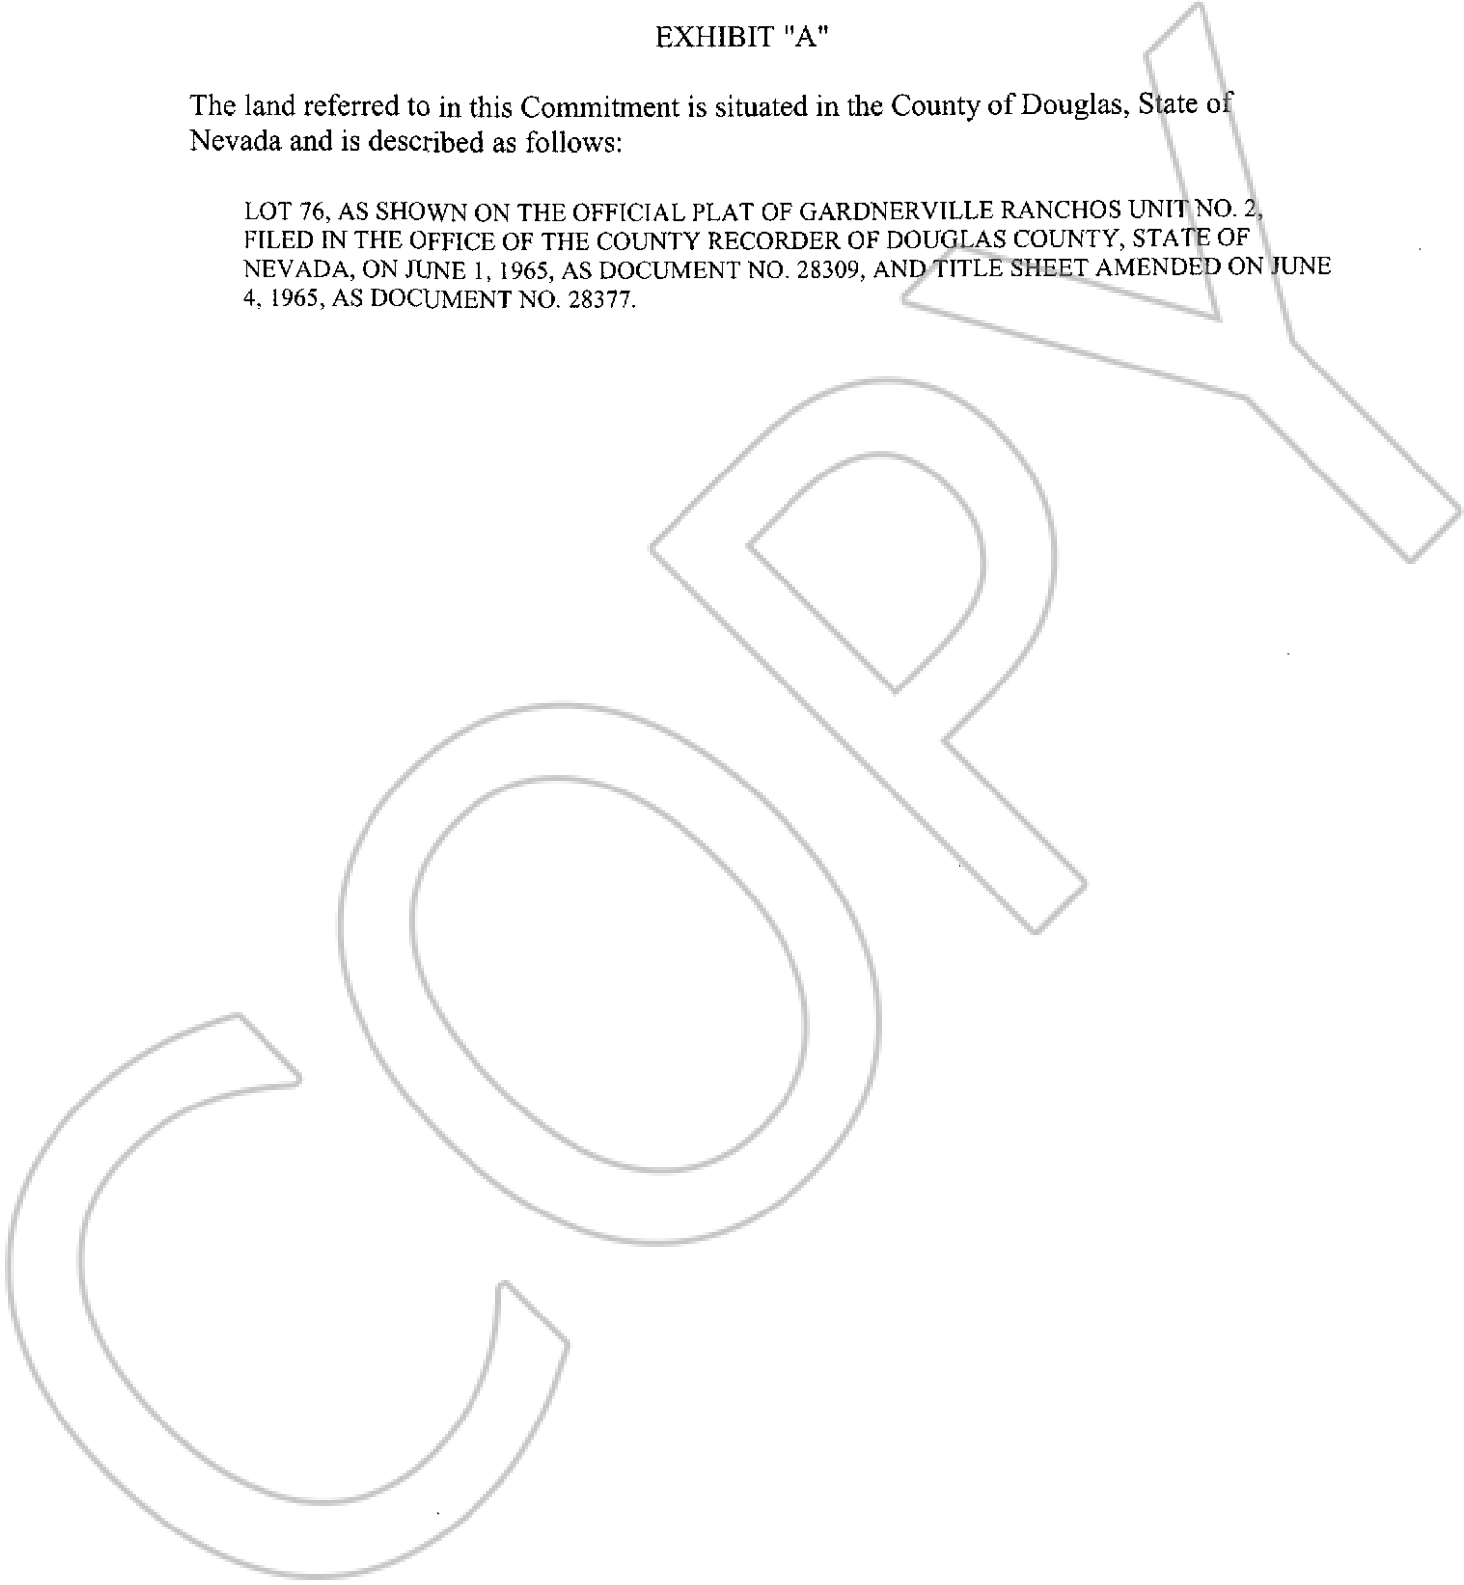 EXHIBIT "A"
The land referred to in this Commitment is situated in the County of Douglas, State of
Nevada and is described as follows:
LOT 76, AS SHOWN ON THE OFFICIAL PLAT OF GARDNERVILLE RANCHOS UNIT NO. 2,
FILED IN THE OFFICE OF THE COUNTY RECORDER OF DOUGLAS COUNTY, STATE OF
NEVADA, ON JUNE 1, 1965, AS DOCUMENT NO. 28309, AND TITLE SHEET AMENDED ON JUNE
4, 1965, AS DOCUMENT NO. 28377.
COPY